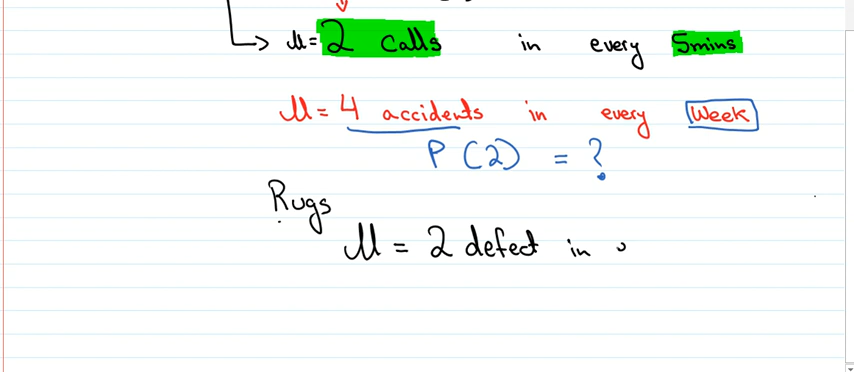 μ= 2 calls in every 5mins
μ= 4 accidents in every Week
P (2) = ?
Rugs
μ = 2 defect in